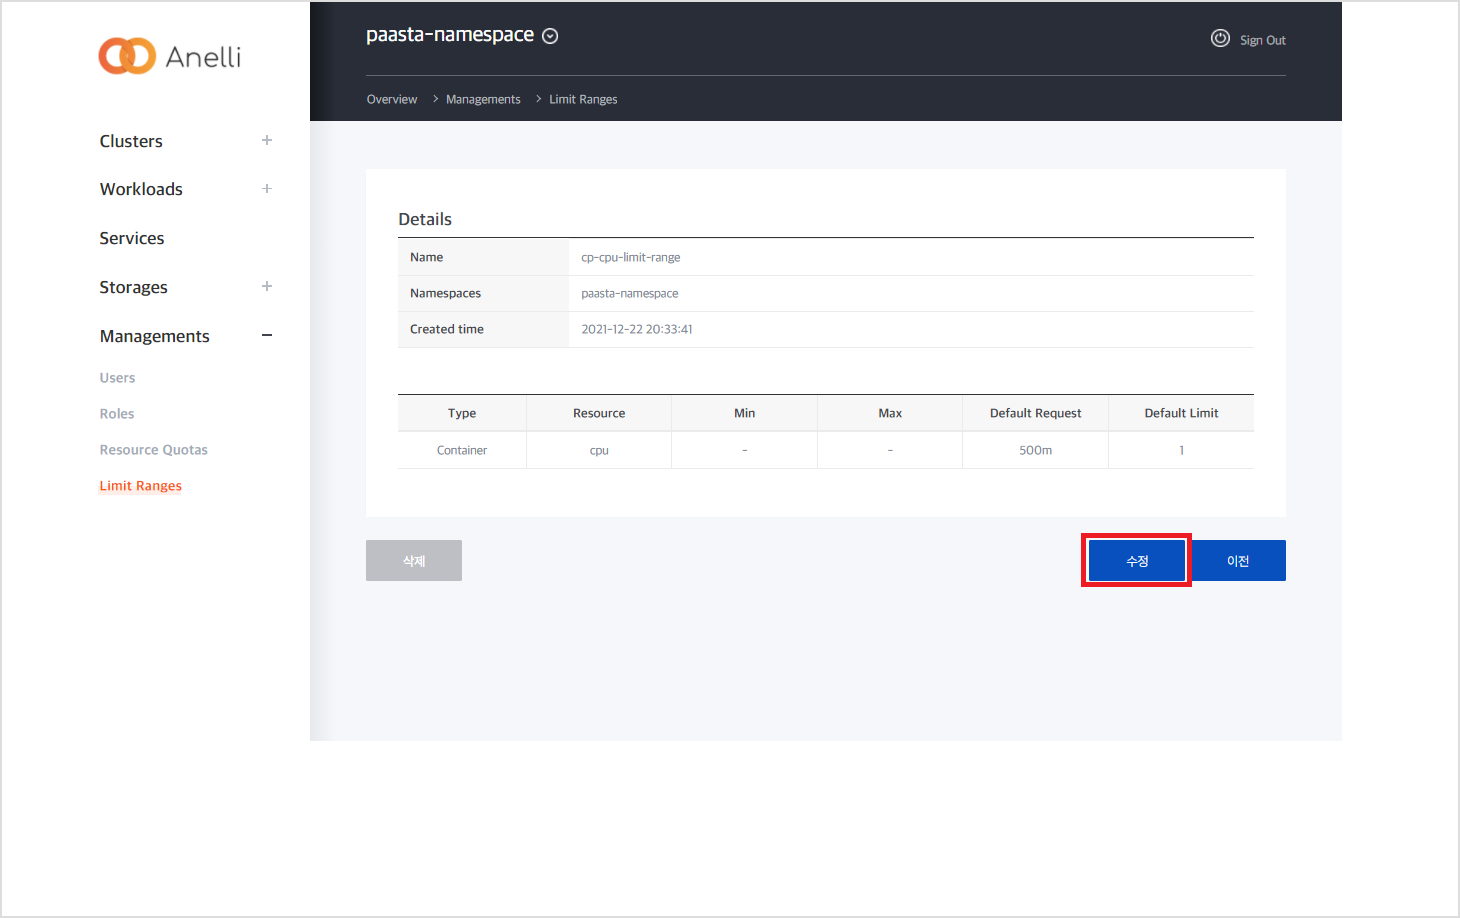 Anelli
Clusters
Workloads
Services
Storages
Managements
Users
Roles
Resource Quotas
Limit Ranges
paasta-namespace
Sign Out
Overview > Managements > Limit Ranges
Details
Name cp-cpu-limit-range
Namespaces paasta-namespace
Created time 2021-12-22 20:33:41
Type Resource Min Max Default Request Default Limit
Container cpu - - 500m 1
삭제 수정 이전